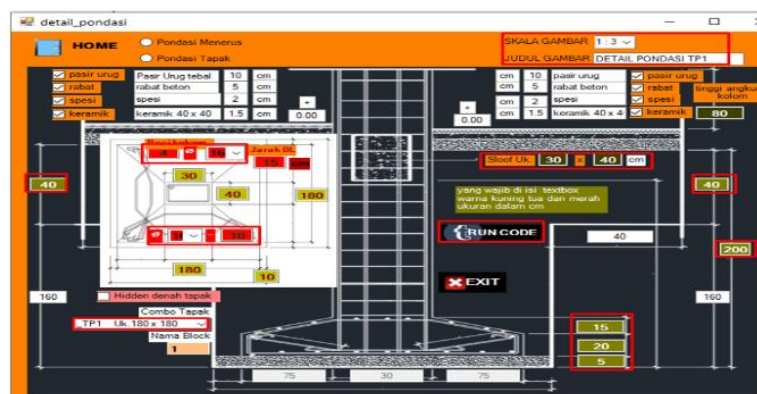 detail_pondasi
HOME
Pondasi Menerus
Pondasi Tapak
SKALA GAMBAR 1 : 3
JUDUL GAMBAR DETAIL PONDASI TP1
pasir urug Pasir Urug tebal 10 cm
rabat rabat beton 5 cm
spesi spesi 2 cm
keramik keramik 40 x 40 1.5 cm
+
0.00
cm 10 pasir urug pasir urug
cm 5 rabat beton rabat
cm 2 spesi spesi
cm 1.5 keramik 40 x 4 keramik
+
0.00
kolom
80
4 Ø 16
Jarak BL
15 cm
30
40
180
Ø 10
180
10
40
160
Sloof Uk. 30 x 40 cm
yang wajib di isi textbox
warna kuning tua dan merah
ukuran dalam cm
RUN CODE
EXIT
40
40
200
160
Hidden denah tapak
Combo Tapak
TP1 Uk.180 x 180
Nama Block
1
15
20
5
75 30 75